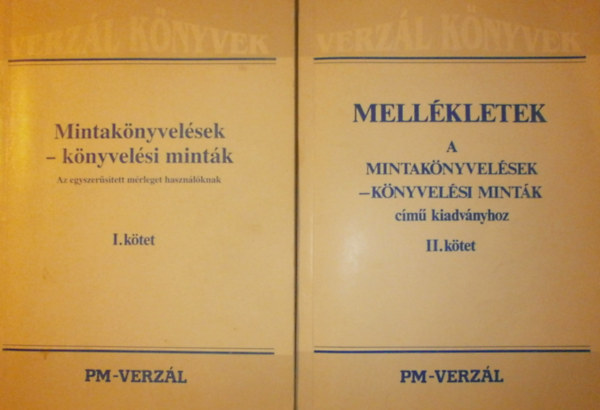 VERZÁL KÖNYVEK
Mintakönyvelések
– könyvelési minták
Az egyszerűsített mérleget használóknak
I. kötet
PM-VERZÁL
VERZÁL KÖNYVEK
MELLÉKLETEK
A
MINTAKÖNYVELÉSEK
–KÖNYVELÉSI MINTÁK
című kiadványhoz
II. kötet
PM-VERZÁL